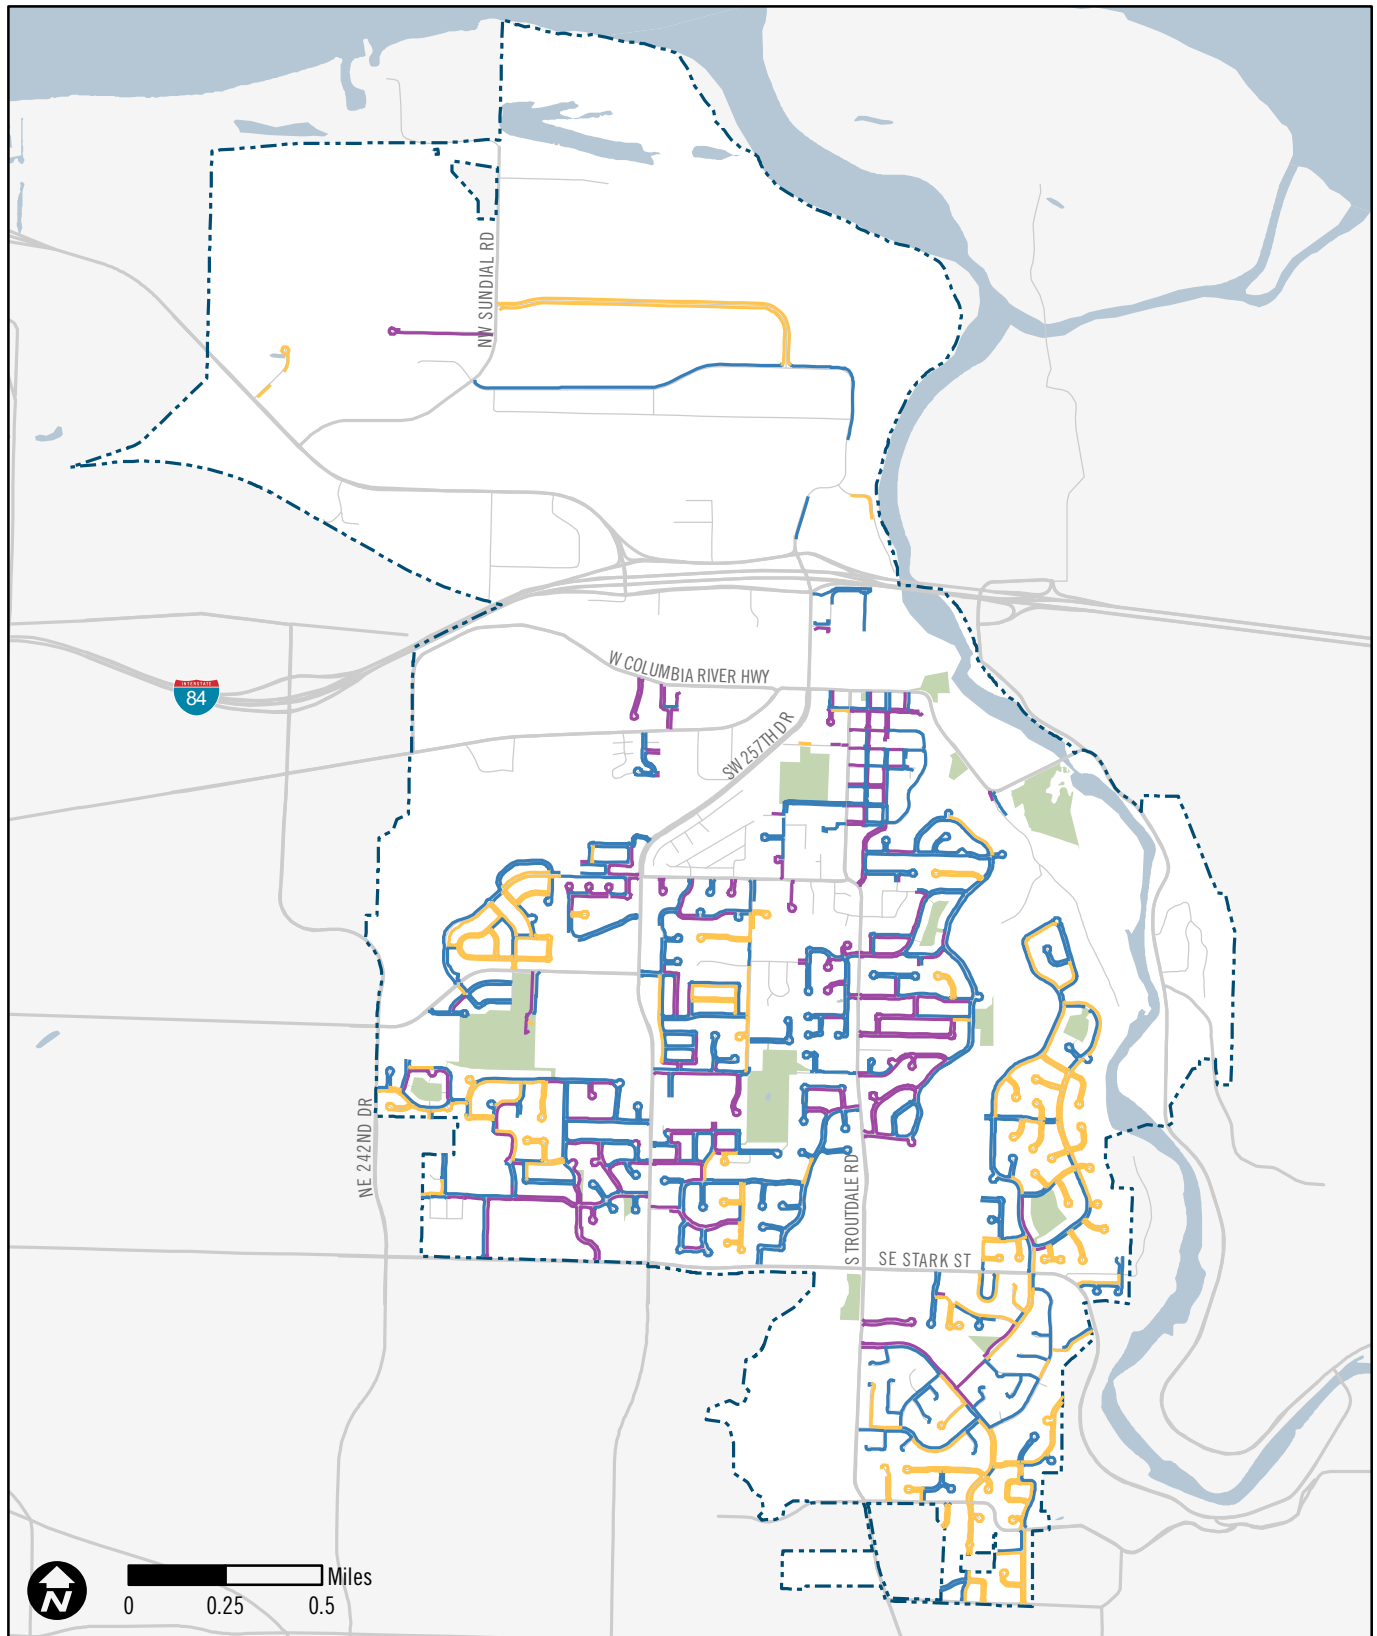 NW SUNDIAL RD
INTERSTATE
84
W COLUMBIA RIVER HWY
SW 257TH DR
NE 242ND DR
S TROUTDALE RD
SE STARK ST
N
Miles
0 0.25 0.5